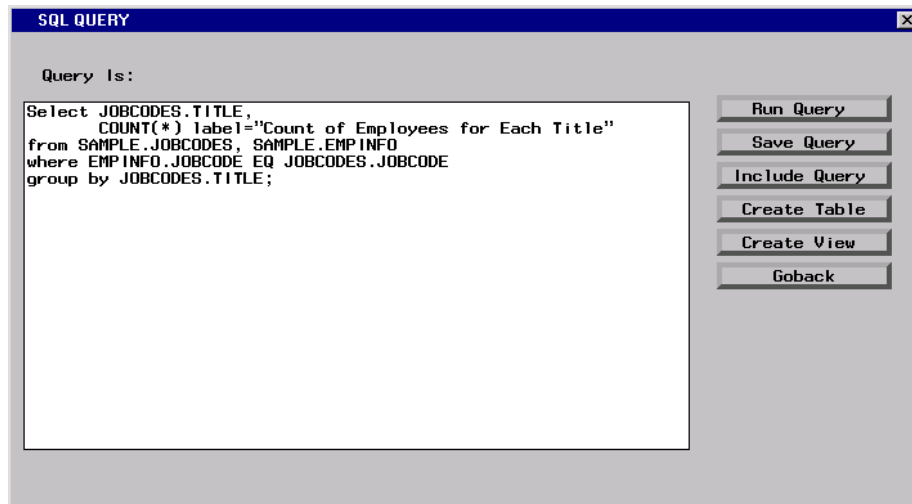 SQL QUERY
Query Is:
Select JOBCODES.TITLE,
COUNT(*) label="Count of Employees for Each Title"
from SAMPLE.JOBCODES, SAMPLE.EMPINFO
where EMPINFO.JOBCODE EQ JOBCODES.JOBCODE
group by JOBCODES.TITLE;
Run Query
Save Query
Include Query
Create Table
Create View
Goback